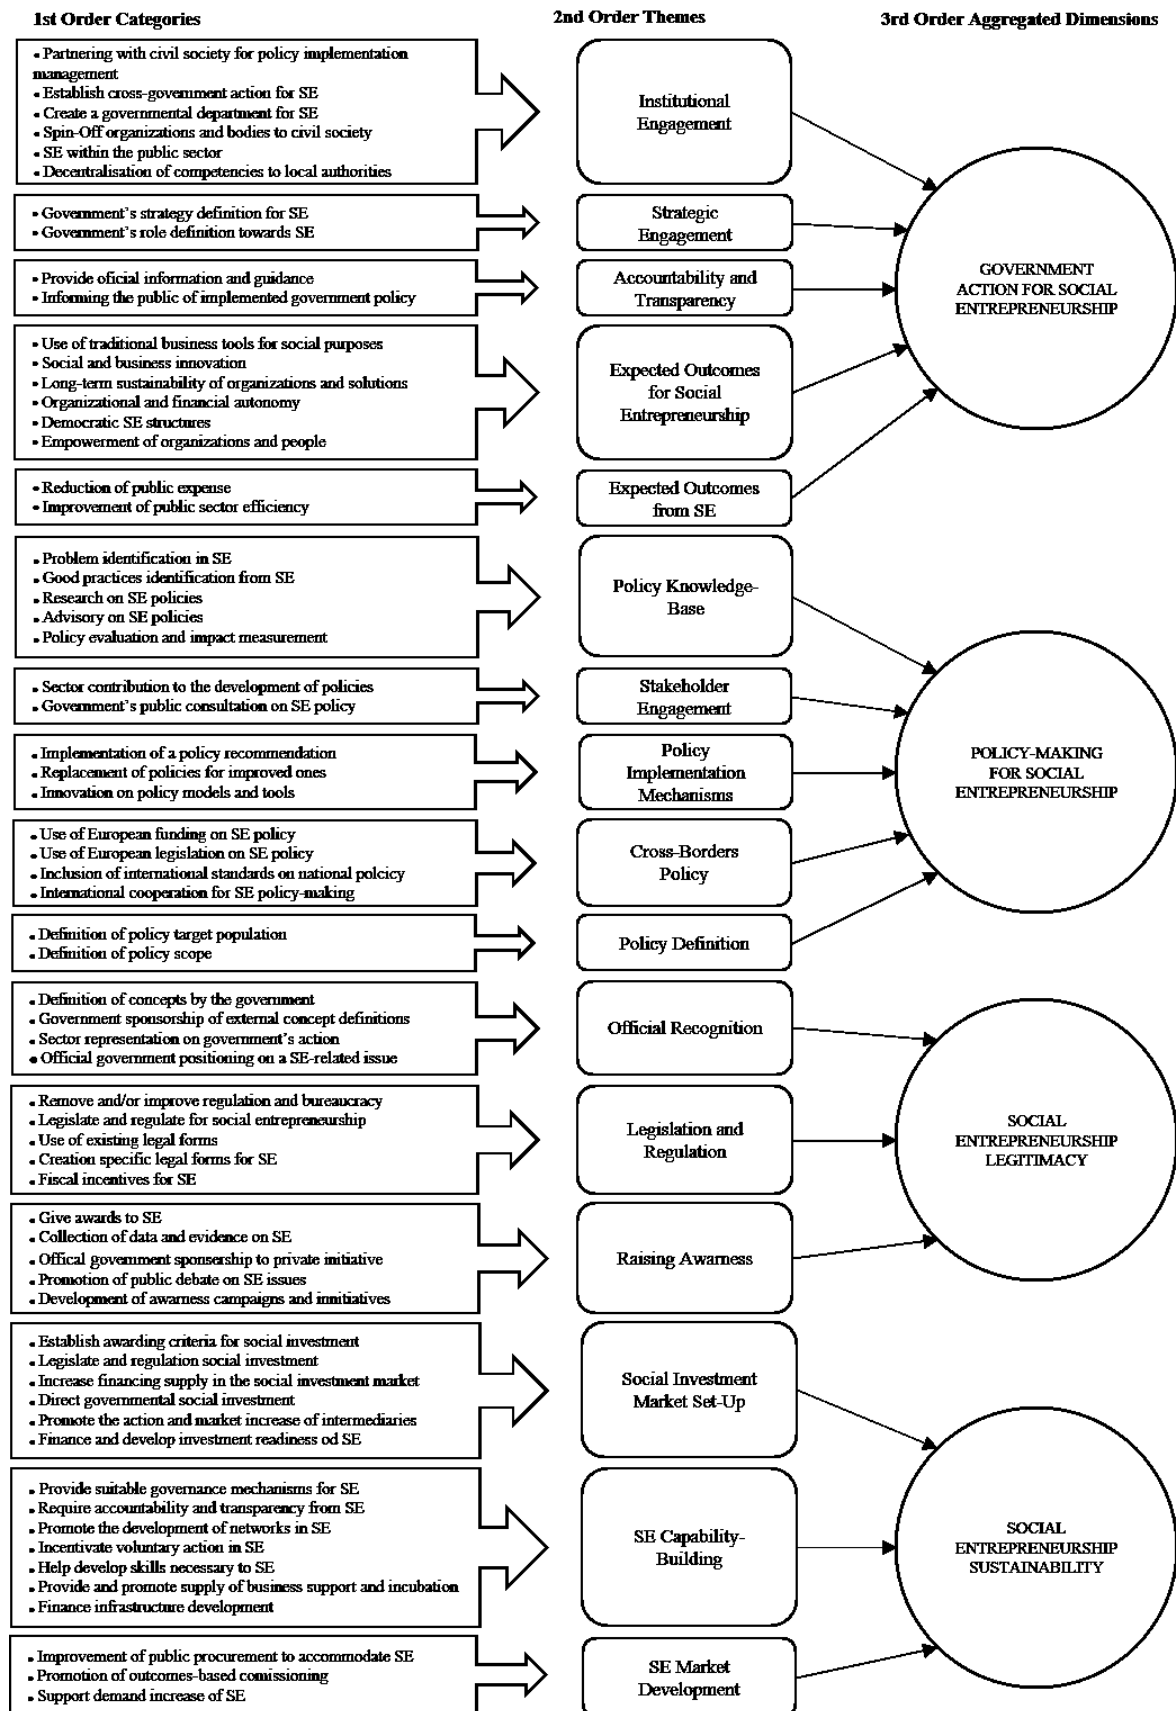 1st Order Categories
2nd Order Themes
3rd Order Aggregated Dimensions
• Partnering with civil society for policy implementation
management
• Establish cross-government action for SE
• Create a governmental department for SE
• Spin-Off organizations and bodies to civil society
• SE within the public sector
• Decentralisation of competencies to local authorities
Institutional
Engagement
• Government's strategy definition for SE
• Government's role definition towards SE
Strategic
Engagement
• Provide oficial information and guidance
• Informing the public of implemented government policy
Accountability and
Transparency
• Use of traditional business tools for social purposes
• Social and business innovation
• Long-term sustainability of organizations and solutions
• Organizational and financial autonomy
• Democratic SE structures
• Empowerment of organizations and people
Expected Outcomes
for Social
Entrepreneurship
• Reduction of public expense
• Improvement of public sector efficiency
Expected Outcomes
from SE
GOVERNMENT
ACTION FOR SOCIAL
ENTREPRENEURSHIP
• Problem identification in SE
• Good practices identification from SE
• Research on SE policies
• Advisory on SE policies
• Policy evaluation and impact measurement
Policy Knowledge-
Base
• Sector contribution to the development of policies
• Government's public consultation on SE policy
Stakeholder
Engagement
• Implementation of a policy recommendation
• Replacement of policies for improved ones
• Innovation on policy models and tools
Policy
Implementation
Mechanisms
• Use of European funding on SE policy
• Use of European legislation on SE policy
• Inclusion of international standards on national polcicy
• International cooperation for SE policy-making
Cross-Borders
Policy
• Definition of policy target population
• Definition of policy scope
Policy Definition
POLICY-MAKING
FOR SOCIAL
ENTREPRENEURSHIP
• Definition of concepts by the government
• Government sponsorship of external concept definitions
• Sector representation on government's action
• Official government positioning on a SE-related issue
Official Recognition
• Remove and/or improve regulation and bureaucracy
• Legislate and regulate for social entrepreneurship
• Use of existing legal forms
• Creation specific legal forms for SE
• Fiscal incentives for SE
Legislation and
Regulation
• Give awards to SE
• Collection of data and evidence on SE
• Offical government sponsership to private initiative
• Promotion of public debate on SE issues
• Development of awarness campaigns and innitiatives
Raising Awarness
SOCIAL
ENTREPRENEURSHIP
LEGITIMACY
• Establish awarding criteria for social investment
• Legislate and regulation social investment
• Increase financing supply in the social investment market
• Direct governmental social investment
• Promote the action and market increase of intermediaries
• Finance and develop investment readiness od SE
Social Investment
Market Set-Up
• Provide suitable governance mechanisms for SE
• Require accountability and transparency from SE
• Promote the development of networks in SE
• Incentivate voluntary action in SE
• Help develop skills necessary to SE
• Provide and promote supply of business support and incubation
• Finance infrastructure development
SE Capability-
Building
• Improvement of public procurement to accommodate SE
• Promotion of outcomes-based comissioning
• Support demand increase of SE
SE Market
Development
SOCIAL
ENTREPRENEURSHIP
SUSTAINABILITY